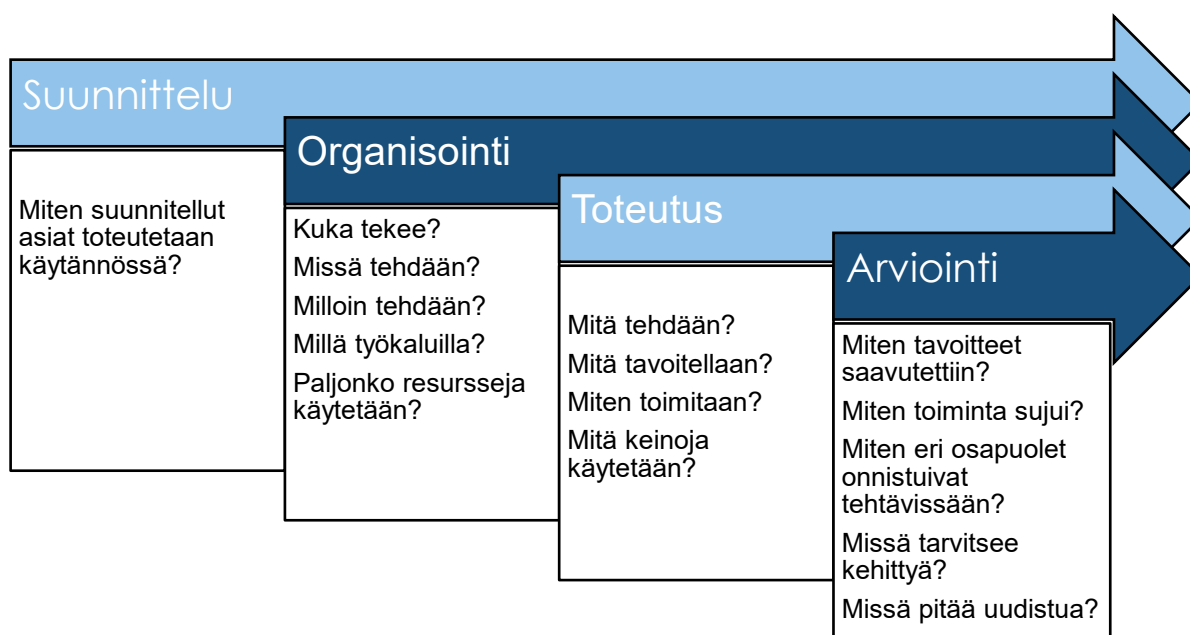 Suunnittelu
Miten suunnitellut
asiat toteutetaan
käytännössä?
Organisointi
Kuka tekee?
Missä tehdään?
Milloin tehdään?
Millä työkaluilla?
Paljonko resursseja
käytetään?
Toteutus
Mitä tehdään?
Mitä tavoitellaan?
Miten toimitaan?
Mitä keinoja
käytetään?
Arviointi
Miten tavoitteet
saavutettiin?
Miten toiminta sujui?
Miten eri osapuolet
onnistuivat
tehtävissään?
Missä tarvitsee
kehittyä?
Missä pitää uudistua?